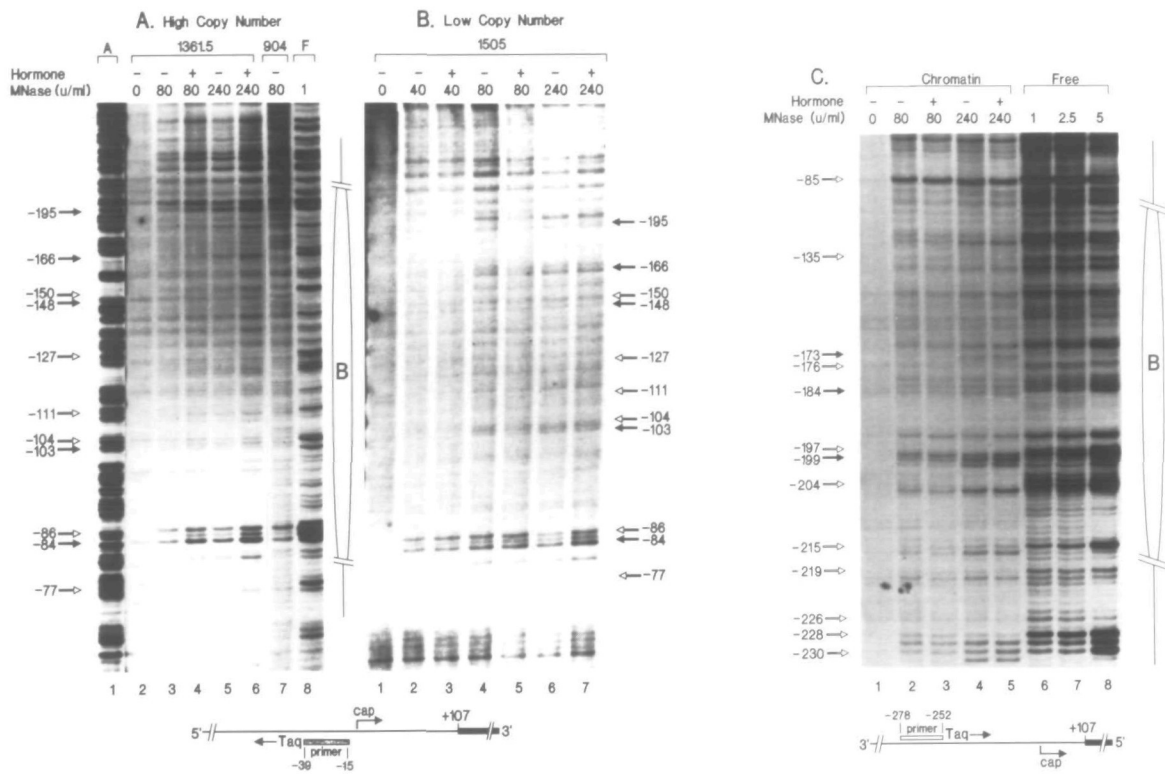 A. High Copy Number
A 1361.5 904 F
Hormone − − + − + −
MNase (u/ml) 0 80 80 240 240 80 1
-195
-166
-150
-148
-127
-111
-104
-103
-86
-84
-77
B
1 2 3 4 5 6 7 8
B. Low Copy Number
1505
− − + − + − +
0 40 40 80 80 240 240
-195
-166
-150
-148
-127
-111
-104
-103
-86
-84
-77
1 2 3 4 5 6 7
cap
5' +107 3'
Taq
primer
-39 -15
C.
Chromatin Free
Hormone − − + − +
MNase (u/ml) 0 80 80 240 240 1 2.5 5
-85
-135
-173
-176
-184
-197
-199
-204
-215
-219
-226
-228
-230
B
1 2 3 4 5 6 7 8
-278 -252
primer Taq
+107
3' 5'
cap